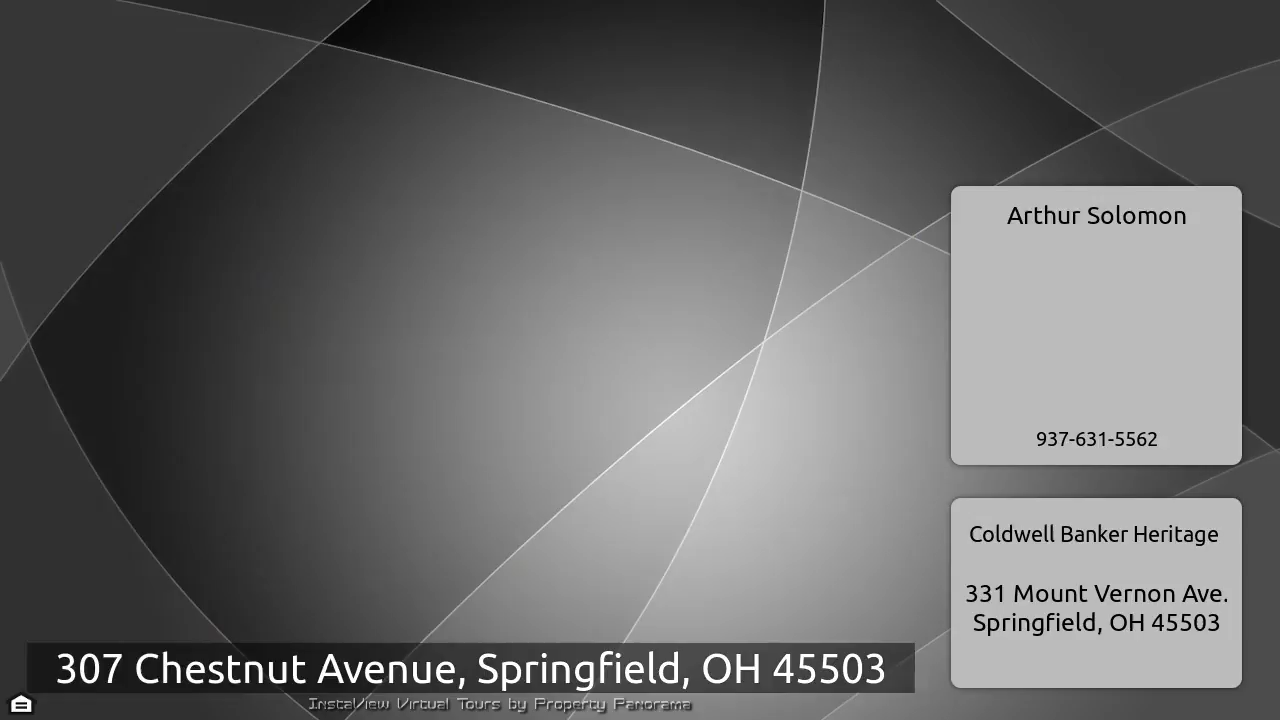 Arthur Solomon
937-631-5562
Coldwell Banker Heritage
331 Mount Vernon Ave.
Springfield, OH 45503
307 Chestnut Avenue, Springfield, OH 45503
InstaView Virtual Tours by Property Panorama